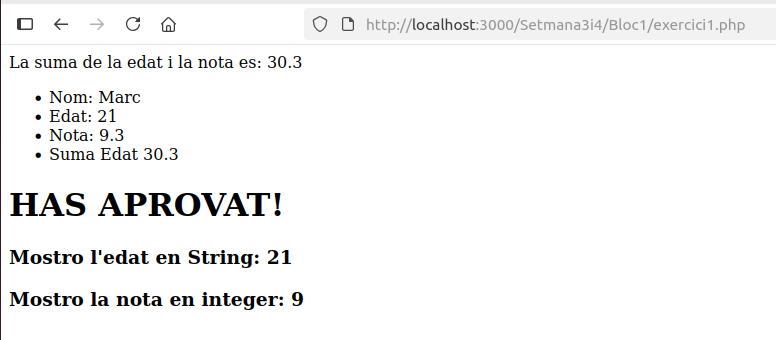 http://localhost:3000/Setmana3i4/Bloc1/exercici1.php
La suma de la edat i la nota es: 30.3
• Nom: Marc
• Edat: 21
• Nota: 9.3
• Suma Edat 30.3
HAS APROVAT!
Mostro l'edat en String: 21
Mostro la nota en integer: 9